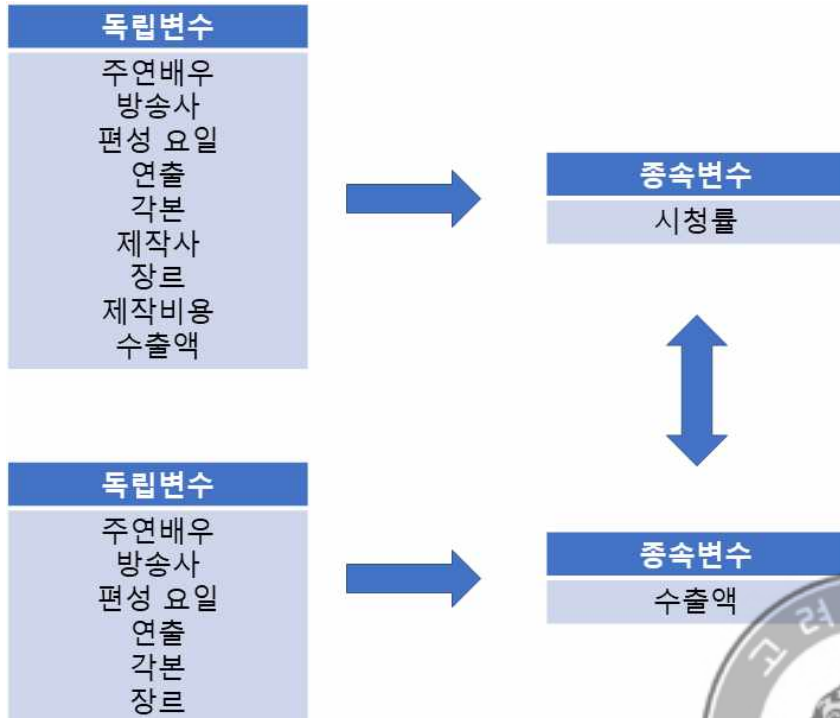 독립변수
주연배우
방송사
편성 요일
연출
각본
제작사
장르
제작비용
수출액
종속변수
시청률
독립변수
주연배우
방송사
편성 요일
연출
각본
장르
종속변수
수출액
고려